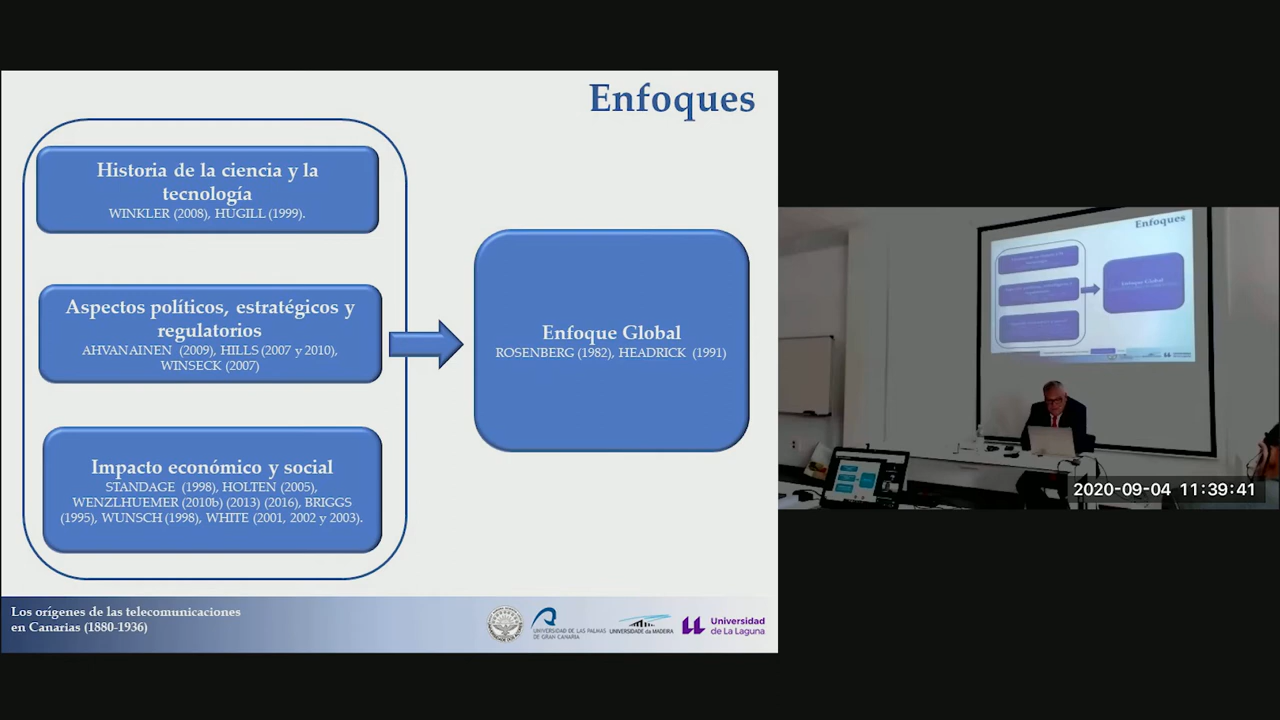 Enfoques
Historia de la ciencia y la
tecnología
WINKLER (2008), HUGILL (1999).
Aspectos políticos, estratégicos y
regulatorios
AHVANAINEN (2009), HILLS (2007 y 2010),
WINSECK (2007)
Impacto económico y social
STANDAGE (1998), HOLTEN (2005),
WENZLHUEMER (2010b) (2013) (2016), BRIGGS
(1995), WUNSCH (1998), WHITE (2001, 2002 y 2003).
Enfoque Global
ROSENBERG (1982), HEADRICK (1991)
Los orígenes de las telecomunicaciones
en Canarias (1880-1936)
UNIVERSIDAD DE LAS PALMAS
DE GRAN CANARIA
UNIVERSIDADE da MADEIRA
Universidad
de La Laguna
Enfoques
Enfoque Global
2020-09-04 11:39:41